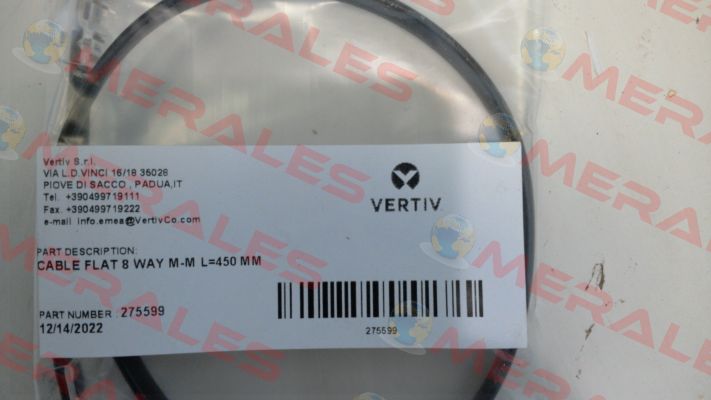 Vertiv S.r.l.
VIA L.D.VINCI 16/18 35028
PIOVE DI SACCO , PADUA,IT
Tel. +390499719111
Fax. +390499719222
e-mail info.emea@VertivCo.com
VERTIV
PART DESCRIPTION:
CABLE FLAT 8 WAY M-M L=450 MM
PART NUMBER : 275599
12/14/2022
275599
MERALES
MERALES
MERALES
MERALES
MERALES